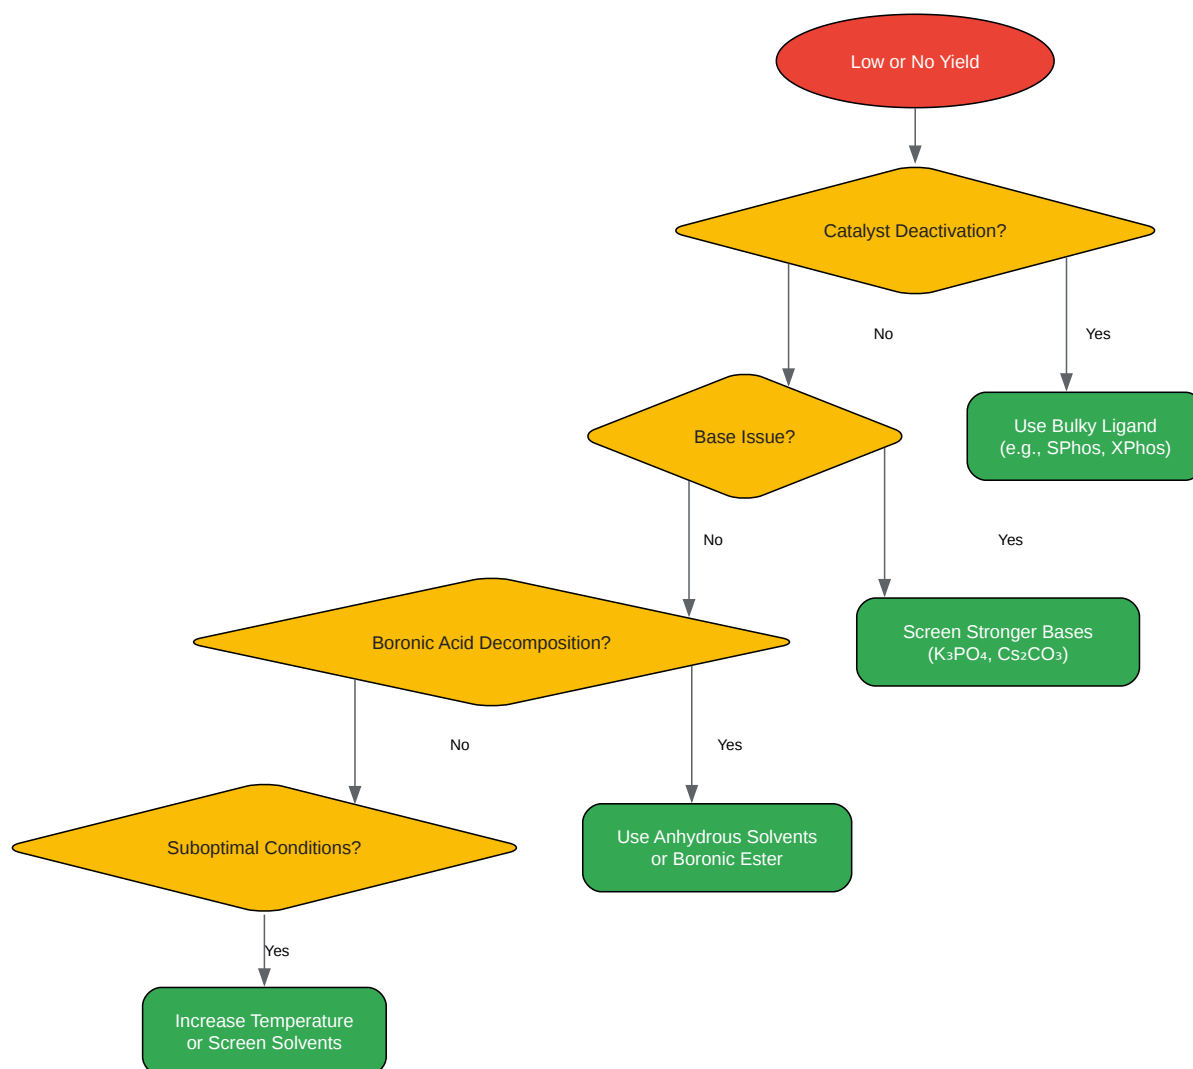 Low or No Yield
Catalyst Deactivation?
No
Yes
Use Bulky Ligand
(e.g., SPhos, XPhos)
Base Issue?
No
Yes
Screen Stronger Bases
(K₃PO₄, Cs₂CO₃)
Boronic Acid Decomposition?
No
Yes
Use Anhydrous Solvents
or Boronic Ester
Suboptimal Conditions?
Yes
Increase Temperature
or Screen Solvents